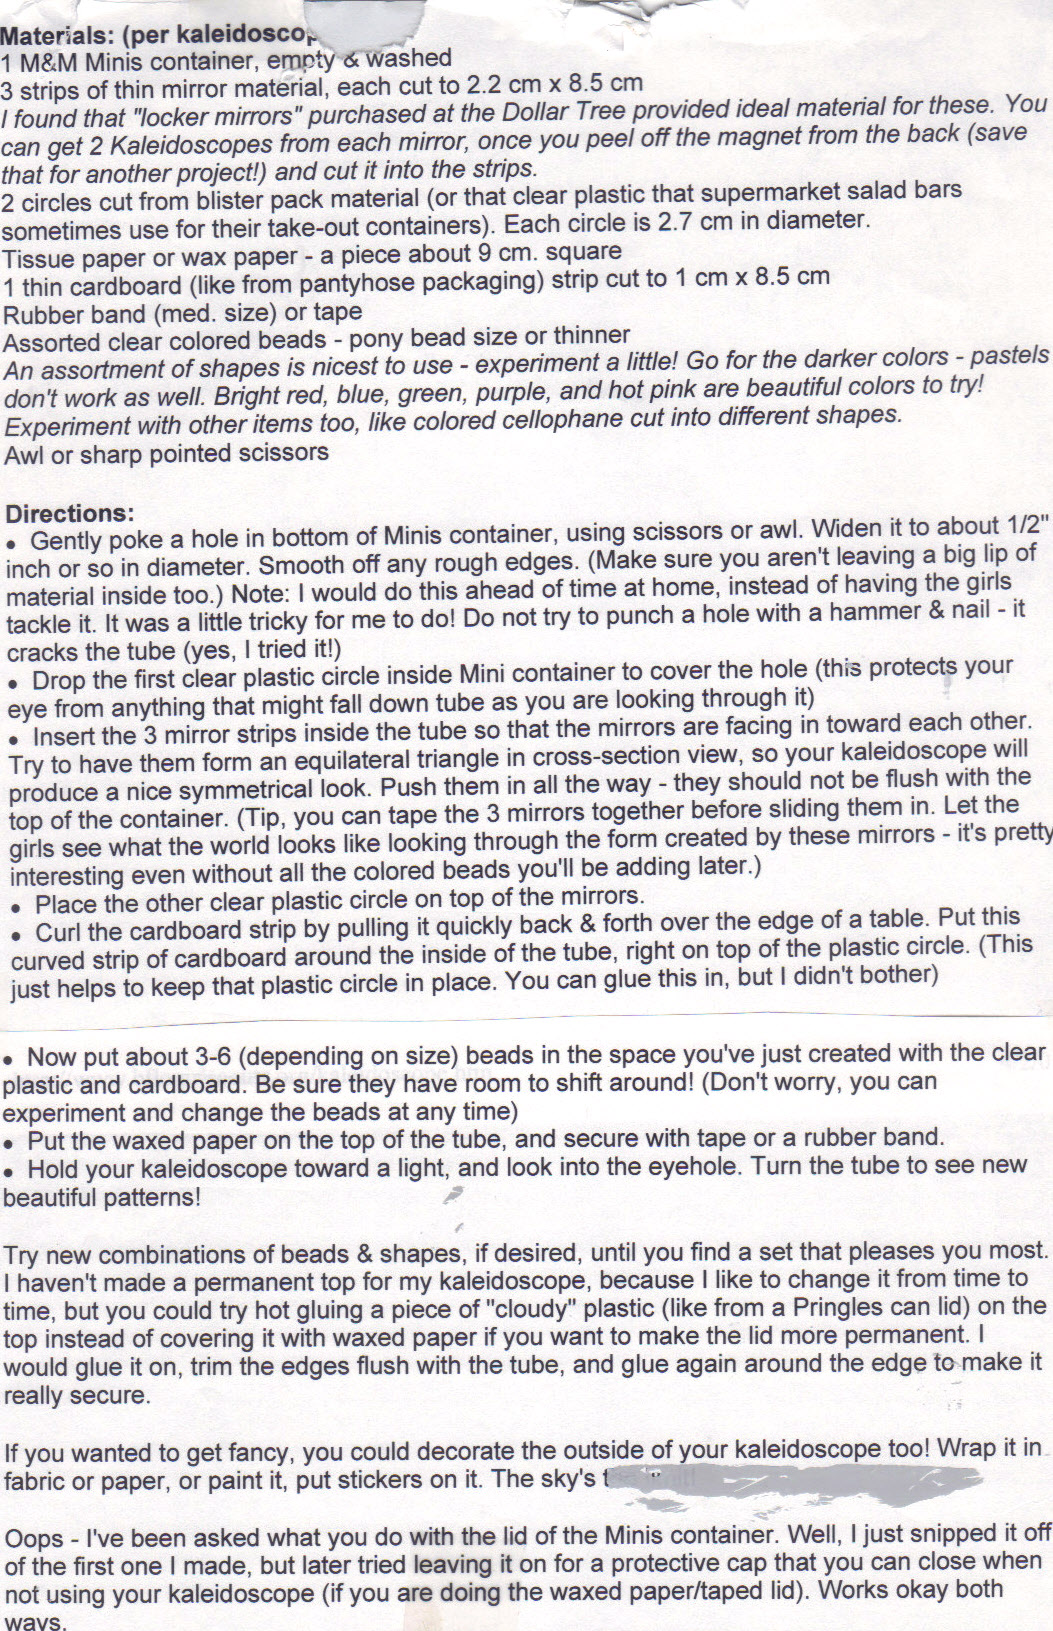 Materials: (per kaleidoscop
1 M&M Minis container, empty & washed
3 strips of thin mirror material, each cut to 2.2 cm x 8.5 cm
I found that "locker mirrors" purchased at the Dollar Tree provided ideal material for these. You
can get 2 Kaleidoscopes from each mirror, once you peel off the magnet from the back (save
that for another project!) and cut it into the strips.
2 circles cut from blister pack material (or that clear plastic that supermarket salad bars
sometimes use for their take-out containers). Each circle is 2.7 cm in diameter.
Tissue paper or wax paper - a piece about 9 cm. square
1 thin cardboard (like from pantyhose packaging) strip cut to 1 cm x 8.5 cm
Rubber band (med. size) or tape
Assorted clear colored beads - pony bead size or thinner
An assortment of shapes is nicest to use - experiment a little! Go for the darker colors - pastels
don't work as well. Bright red, blue, green, purple, and hot pink are beautiful colors to try!
Experiment with other items too, like colored cellophane cut into different shapes.
Awl or sharp pointed scissors
Directions:
• Gently poke a hole in bottom of Minis container, using scissors or awl. Widen it to about 1/2"
inch or so in diameter. Smooth off any rough edges. (Make sure you aren't leaving a big lip of
material inside too.) Note: I would do this ahead of time at home, instead of having the girls
tackle it. It was a little tricky for me to do! Do not try to punch a hole with a hammer & nail - it
cracks the tube (yes, I tried it!)
• Drop the first clear plastic circle inside Mini container to cover the hole (this protects your
eye from anything that might fall down tube as you are looking through it)
• Insert the 3 mirror strips inside the tube so that the mirrors are facing in toward each other.
Try to have them form an equilateral triangle in cross-section view, so your kaleidoscope will
produce a nice symmetrical look. Push them in all the way - they should not be flush with the
top of the container. (Tip, you can tape the 3 mirrors together before sliding them in. Let the
girls see what the world looks like looking through the form created by these mirrors - it's pretty
interesting even without all the colored beads you'll be adding later.)
• Place the other clear plastic circle on top of the mirrors.
• Curl the cardboard strip by pulling it quickly back & forth over the edge of a table. Put this
curved strip of cardboard around the inside of the tube, right on top of the plastic circle. (This
just helps to keep that plastic circle in place. You can glue this in, but I didn't bother)
• Now put about 3-6 (depending on size) beads in the space you've just created with the clear
plastic and cardboard. Be sure they have room to shift around! (Don't worry, you can
experiment and change the beads at any time)
• Put the waxed paper on the top of the tube, and secure with tape or a rubber band.
• Hold your kaleidoscope toward a light, and look into the eyehole. Turn the tube to see new
beautiful patterns!
Try new combinations of beads & shapes, if desired, until you find a set that pleases you most.
I haven't made a permanent top for my kaleidoscope, because I like to change it from time to
time, but you could try hot gluing a piece of "cloudy" plastic (like from a Pringles can lid) on the
top instead of covering it with waxed paper if you want to make the lid more permanent. I
would glue it on, trim the edges flush with the tube, and glue again around the edge to make it
really secure.
If you wanted to get fancy, you could decorate the outside of your kaleidoscope too! Wrap it in
fabric or paper, or paint it, put stickers on it. The sky's
Oops - I've been asked what you do with the lid of the Minis container. Well, I just snipped it off
of the first one I made, but later tried leaving it on for a protective cap that you can close when
not using your kaleidoscope (if you are doing the waxed paper/taped lid). Works okay both
ways.